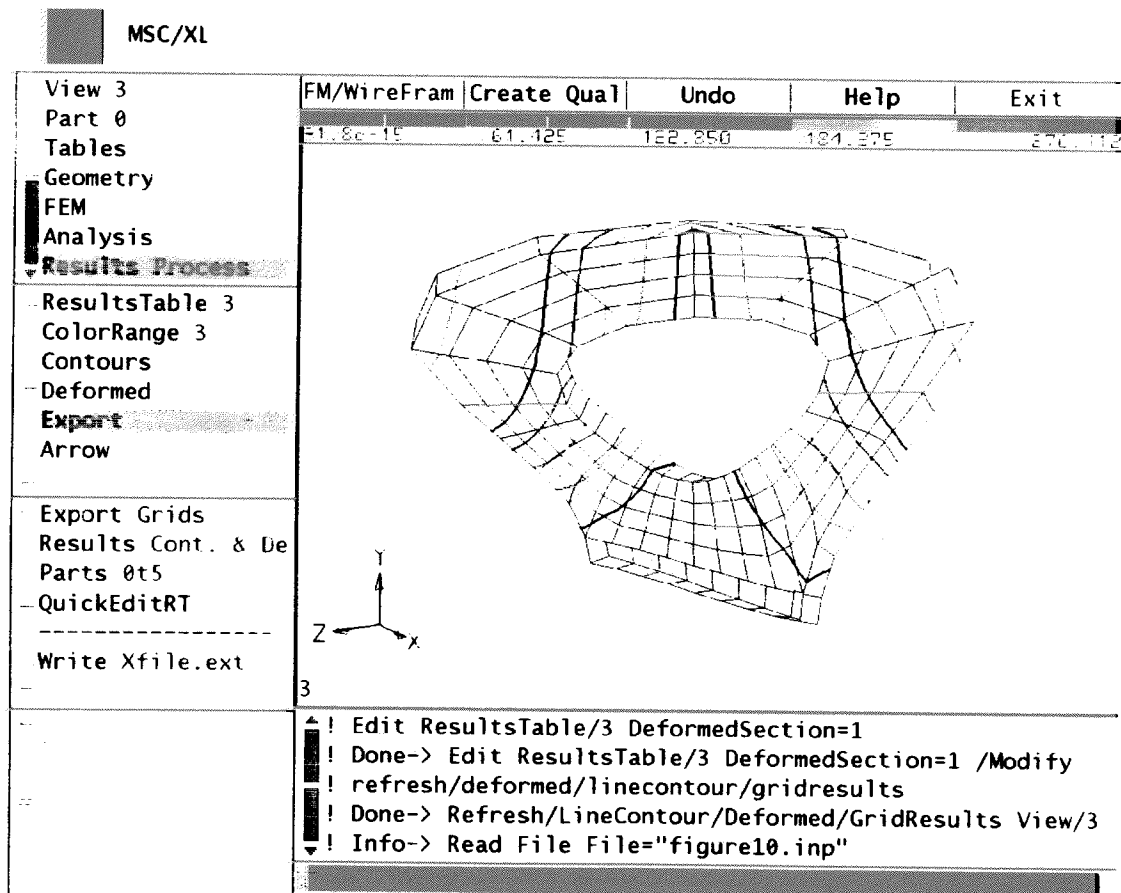 MSC/XL
View 3
Part 0
Tables
Geometry
FEM
Analysis
Results Process
ResultsTable 3
ColorRange 3
Contours
Deformed
Export
Arrow
Export Grids
Results Cont. & De
Parts 0t5
QuickEditRT
-----------------
Write Xfile.ext
FM/WireFram Create Qual Undo Help Exit
61.425 122.850
Y
Z X
3
! Edit ResultsTable/3 DeformedSection=1
! Done-> Edit ResultsTable/3 DeformedSection=1 /Modify
! refresh/deformed/linecontour/gridresults
! Done-> Refresh/LineContour/Deformed/GridResults View/3
! Info-> Read File File="figure10.inp"